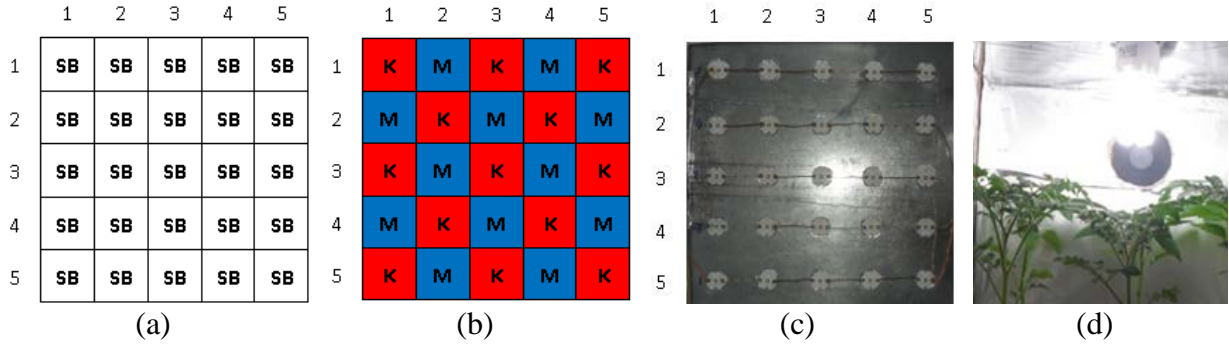 1 2 3 4 5
1 SB SB SB SB SB
2 SB SB SB SB SB
3 SB SB SB SB SB
4 SB SB SB SB SB
5 SB SB SB SB SB
(a)
1 2 3 4 5
1 K M K M K
2 M K M K M
3 K M K M K
4 M K M K M
5 K M K M K
(b)
1 2 3 4 5
1
2
3
4
5
(c)
(d)